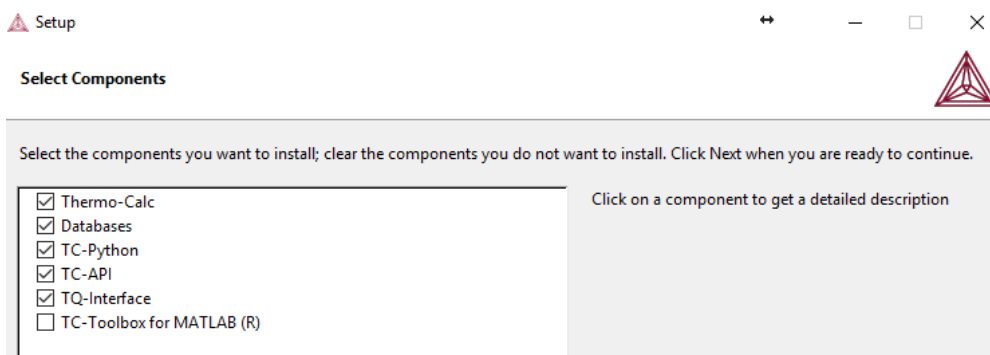 Setup
Select Components
Select the components you want to install; clear the components you do not want to install. Click Next when you are ready to continue.
Thermo-Calc
Click on a component to get a detailed description
Databases
TC-Python
TC-API
TQ-Interface
TC-Toolbox for MATLAB (R)